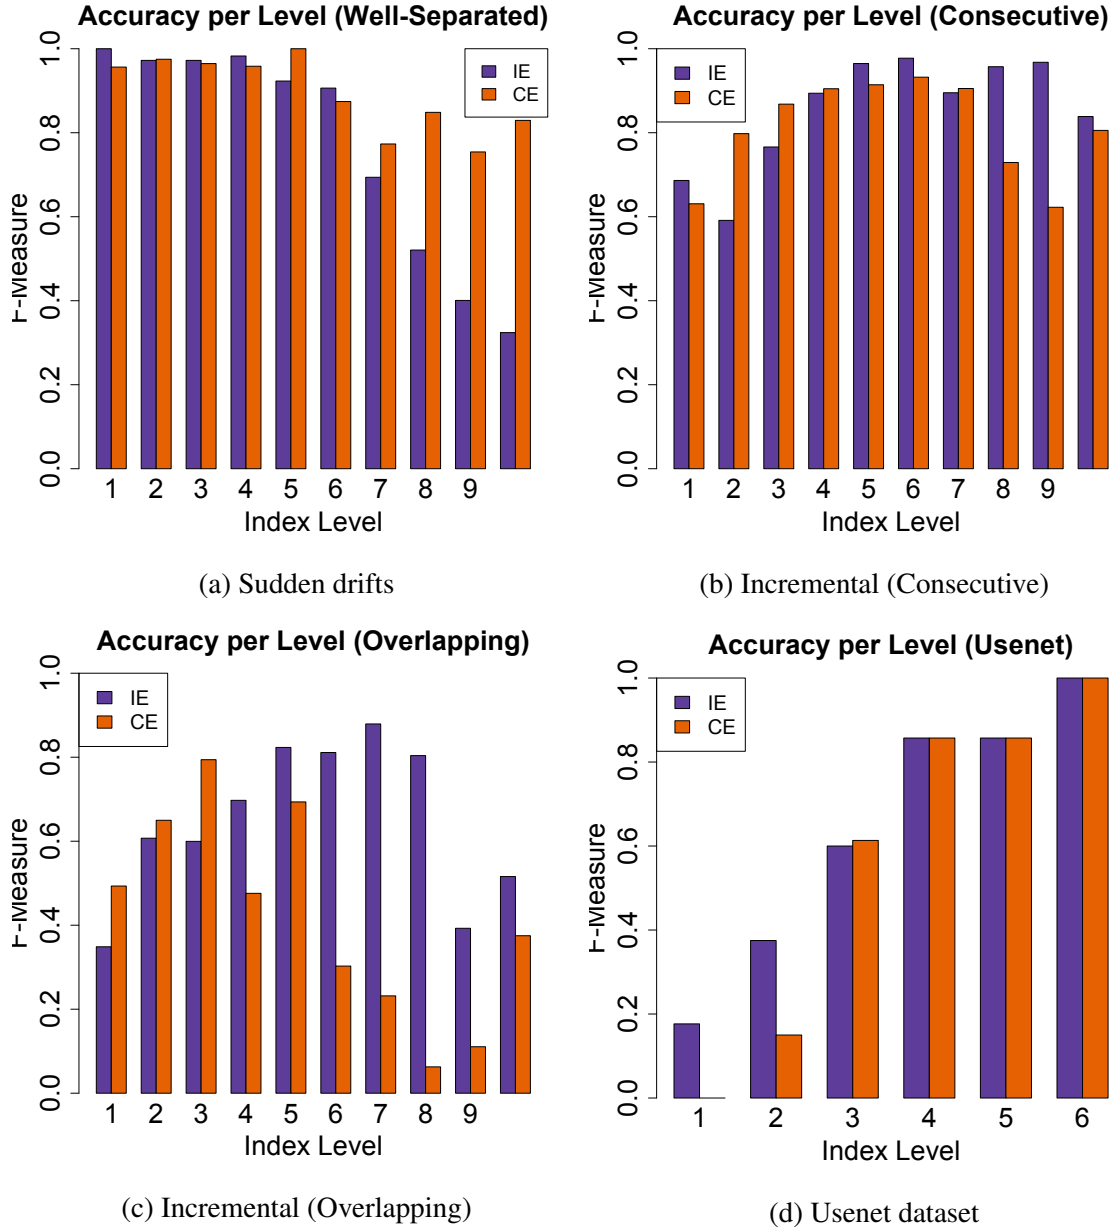 Accuracy per Level (Well-Separated)
IE
CE
F-Measure
0.0 0.2 0.4 0.6 0.8 1.0
1 2 3 4 5 6 7 8 9
Index Level
(a) Sudden drifts
Accuracy per Level (Consecutive)
IE
CE
F-Measure
0.0 0.2 0.4 0.6 0.8 1.0
1 2 3 4 5 6 7 8 9
Index Level
(b) Incremental (Consecutive)
Accuracy per Level (Overlapping)
IE
CE
F-Measure
0.0 0.2 0.4 0.6 0.8 1.0
1 2 3 4 5 6 7 8 9
Index Level
(c) Incremental (Overlapping)
Accuracy per Level (Usenet)
IE
CE
F-Measure
0.0 0.2 0.4 0.6 0.8 1.0
1 2 3 4 5 6
Index Level
(d) Usenet dataset